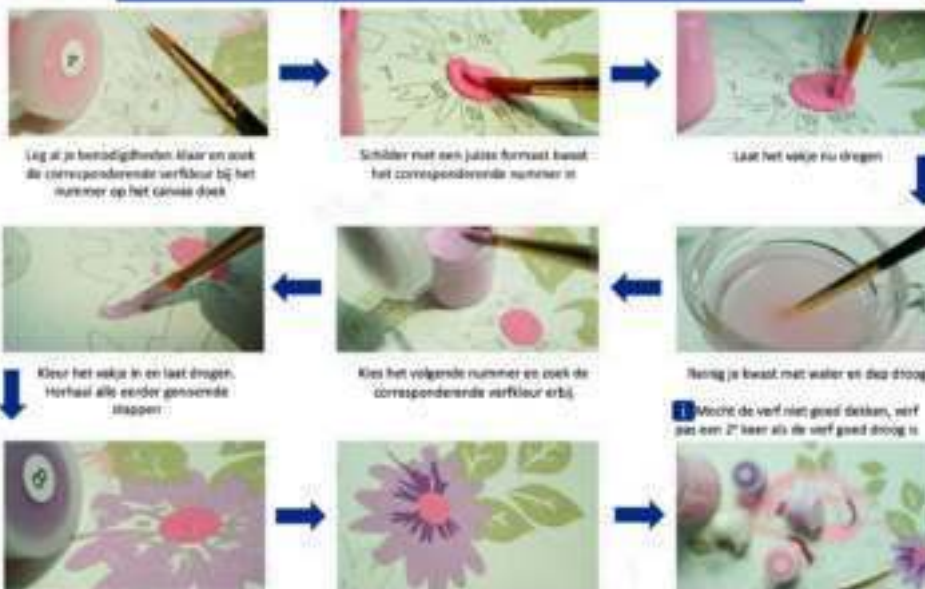 Leg al je benodigdheden klaar en zoek
de corresponderende verfkleur bij het
nummer op het canvas doek
Schilder met een juiste formaat kwast
het corresponderende nummer in
Laat het vakje nu drogen
Reinig je kwast met water en dep droog
i Mocht de verf niet goed dekken, verf
pas een 2e keer als de verf goed droog is
Kies het volgende nummer en zoek de
corresponderende verfkleur erbij.
Kleur het vakje in en laat drogen.
Herhaal alle eerder genoemde
stappen